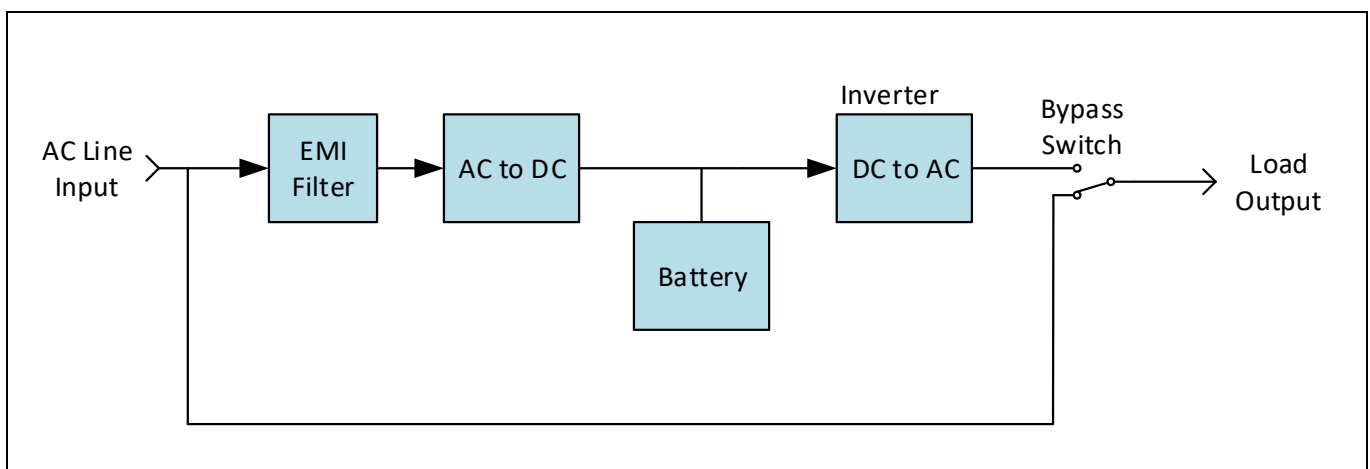 AC Line
Input
EMI
Filter
AC to DC
Battery
Inverter
DC to AC
Bypass
Switch
Load
Output